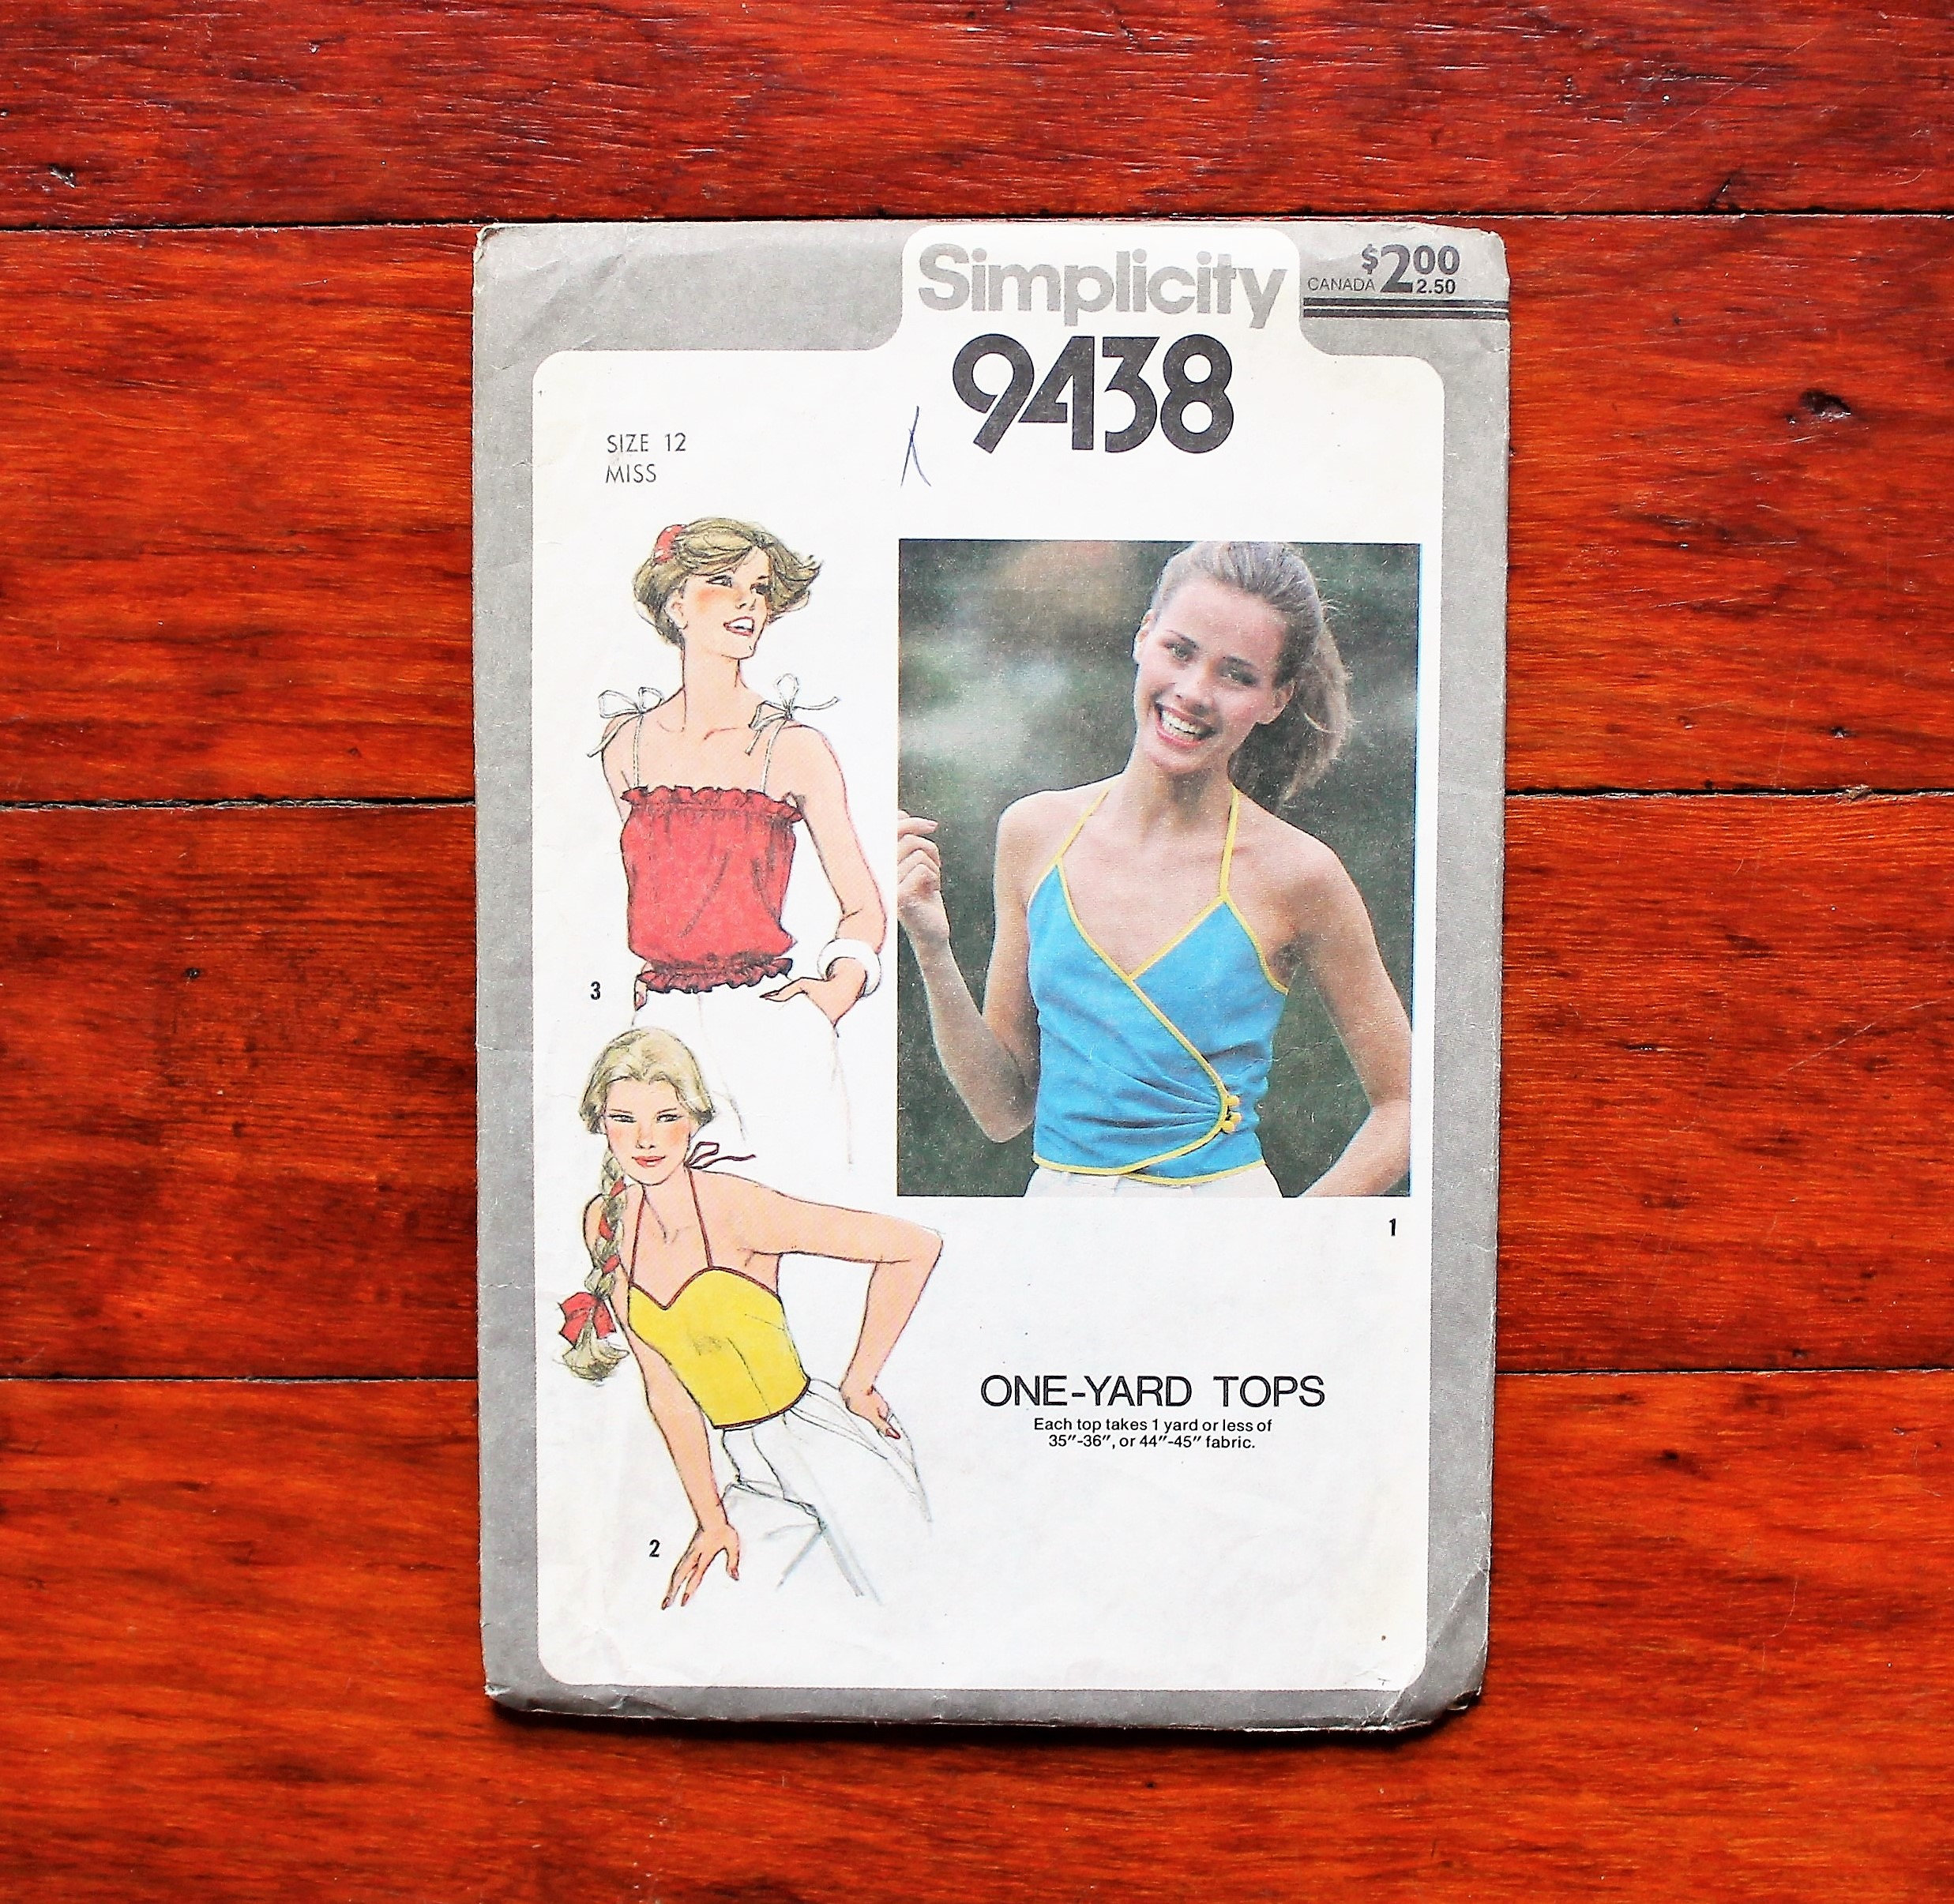 Simplicity
$2.00
CANADA 2.50
9438
SIZE 12
MISS
3
1
ONE-YARD TOPS
Each top takes 1 yard or less of
35"-36", or 44"-45" fabric.
2